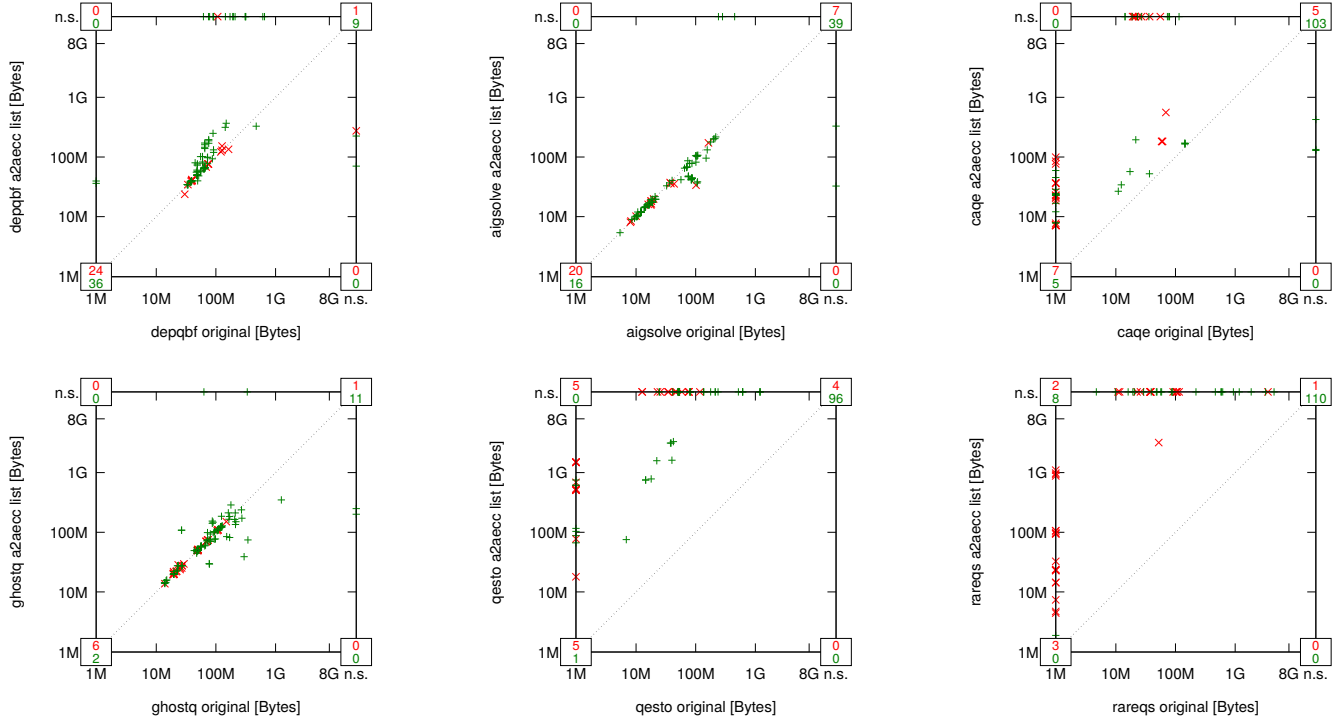 0 1
n.s. 0 9
8G
1G
100M
10M
1M
24 0
36 0
1M 10M 100M 1G 8G n.s.
depqbf a2aecc list [Bytes]
depqbf original [Bytes]
0 7
n.s. 0 39
8G
1G
100M
10M
1M
20 0
16 0
1M 10M 100M 1G 8G n.s.
aigsolve a2aecc list [Bytes]
aigsolve original [Bytes]
0 5
n.s. 0 103
8G
1G
100M
10M
1M
7 0
5 0
1M 10M 100M 1G 8G n.s.
caqe a2aecc list [Bytes]
caqe original [Bytes]
0 1
n.s. 0 11
8G
1G
100M
10M
1M
6 0
2 0
1M 10M 100M 1G 8G n.s.
ghostq a2aecc list [Bytes]
ghostq original [Bytes]
5 4
n.s. 0 96
8G
1G
100M
10M
1M
5 0
1 0
1M 10M 100M 1G 8G n.s.
qesto a2aecc list [Bytes]
qesto original [Bytes]
2 1
n.s. 8 110
8G
1G
100M
10M
1M
3 0
0 0
1M 10M 100M 1G 8G n.s.
rareqs a2aecc list [Bytes]
rareqs original [Bytes]